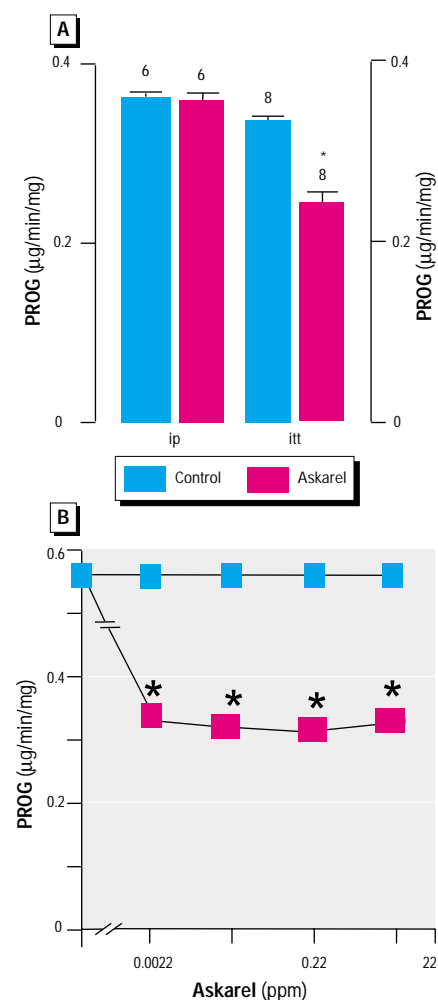 A
0.4
0.2
0
PROG (µg/min/mg)
6
6
8
*
8
0.4
0.2
0
PROG (µg/min/mg)
ip
itt
Control
Askarel
B
0.6
0.4
0.2
0
PROG (µg/min/mg)
* * * *
0.0022
0.22
22
Askarel (ppm)